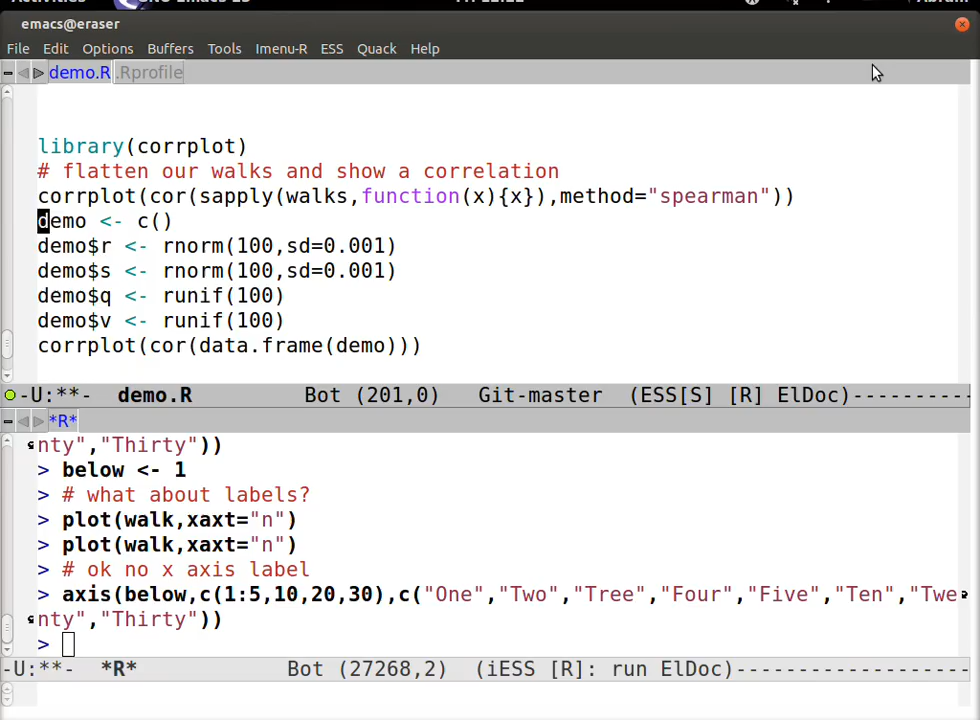 emacs@eraser
File Edit Options Buffers Tools Imenu-R ESS Quack Help
demo.R .Rprofile
library(corrplot)
# flatten our walks and show a correlation
corrplot(cor(sapply(walks,function(x){x}),method="spearman"))
demo <- c()
demo$r <- rnorm(100,sd=0.001)
demo$s <- rnorm(100,sd=0.001)
demo$q <- runif(100)
demo$v <- runif(100)
corrplot(cor(data.frame(demo)))
-U:**- demo.R Bot (201,0) Git-master (ESS[S] [R] ElDoc)----------
*R*
nty","Thirty"))
> below <- 1
> # what about labels?
> plot(walk,xaxt="n")
> plot(walk,xaxt="n")
> # ok no x axis label
> axis(below,c(1:5,10,20,30),c("One","Two","Tree","Four","Five","Ten","Twe
nty","Thirty"))
>
-U:**- *R* Bot (27268,2) (iESS [R]: run ElDoc)-------------------